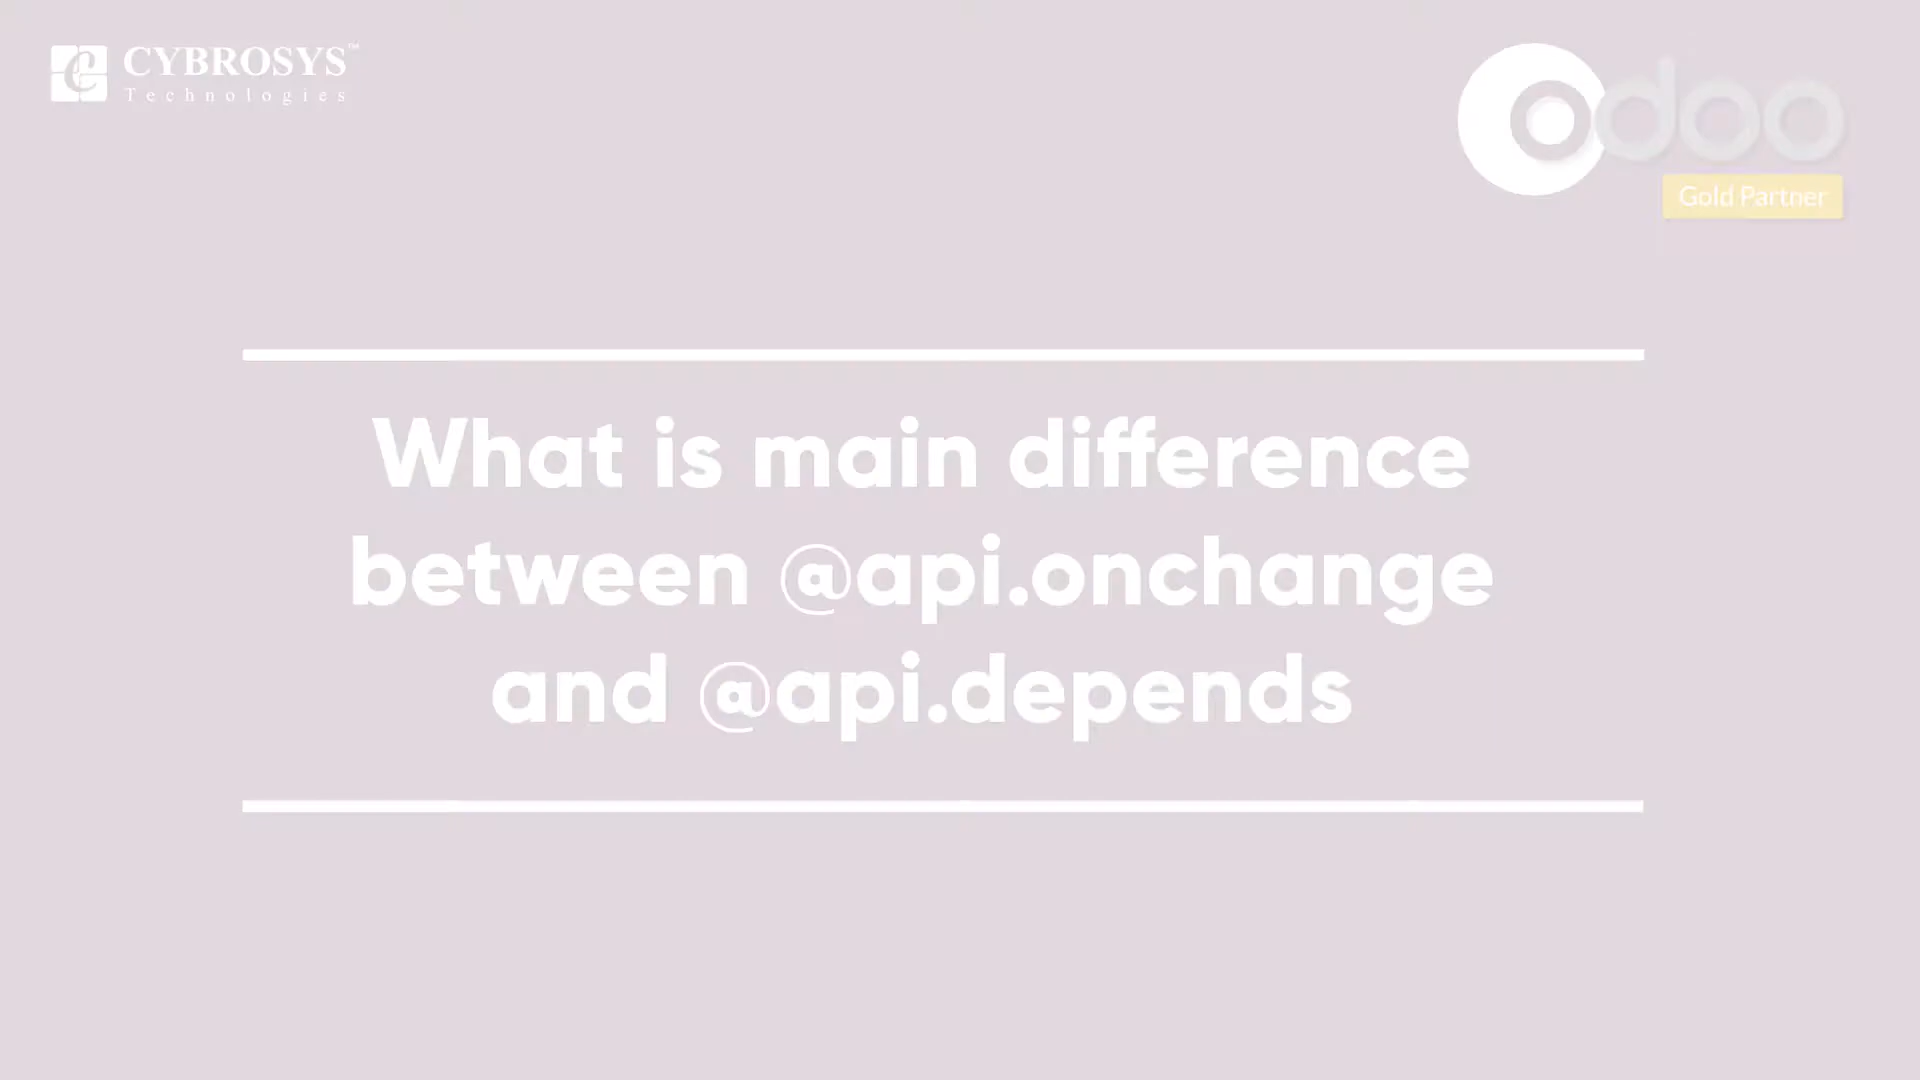 CYBROSYS™
Technologies
odoo
Gold Partner
What is main difference
between @api.onchange
and @api.depends